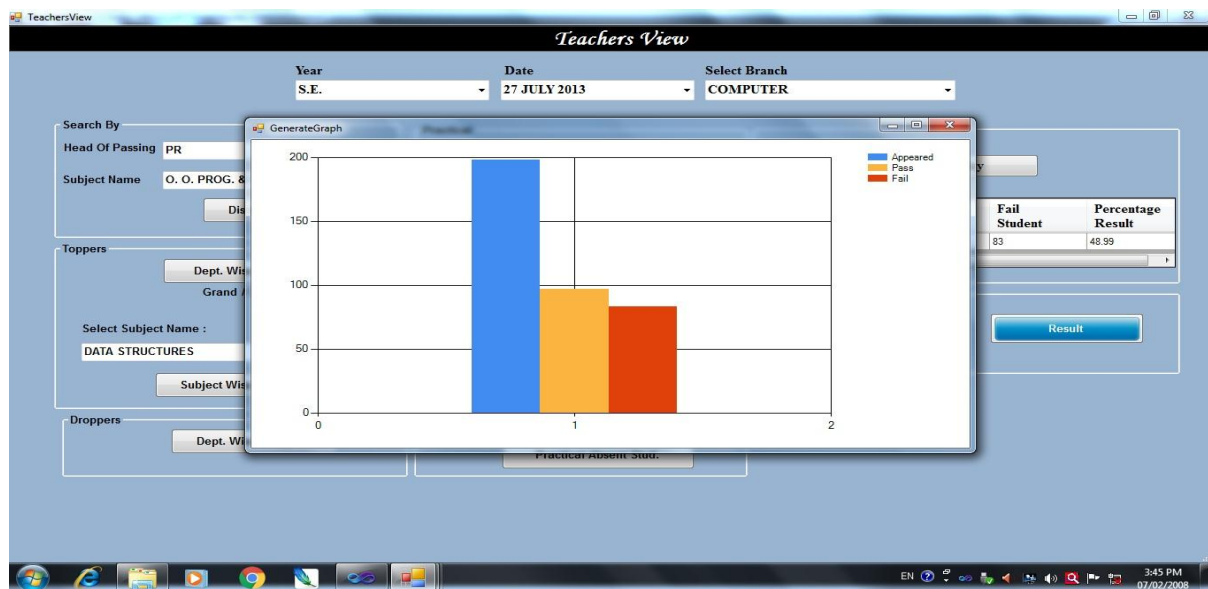 TeachersView
Teachers View
Year Date Select Branch
S.E. 27 JULY 2013 COMPUTER
Search By
Head Of Passing PR
Subject Name O. O. PROG. &
Toppers
Dept.
Grand
Select Subject Name :
DATA STRUCTURES
Subject
Droppers
Dept.
GenerateGraph
Practical
200
150
100
50
0
0 1 2
Appeared
Pass
Fail
Fail Student
Percentage Result
83 48.99
Result
Practical Absent Stud.
EN
3:45 PM
07/02/2008